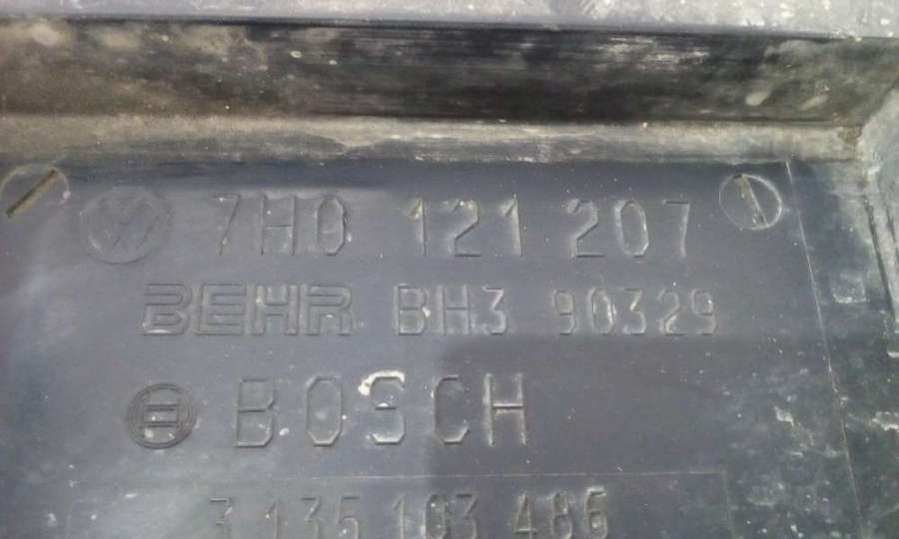 7H0 121 207
BEHR BH3 90329
BOSCH
3 135 103 486